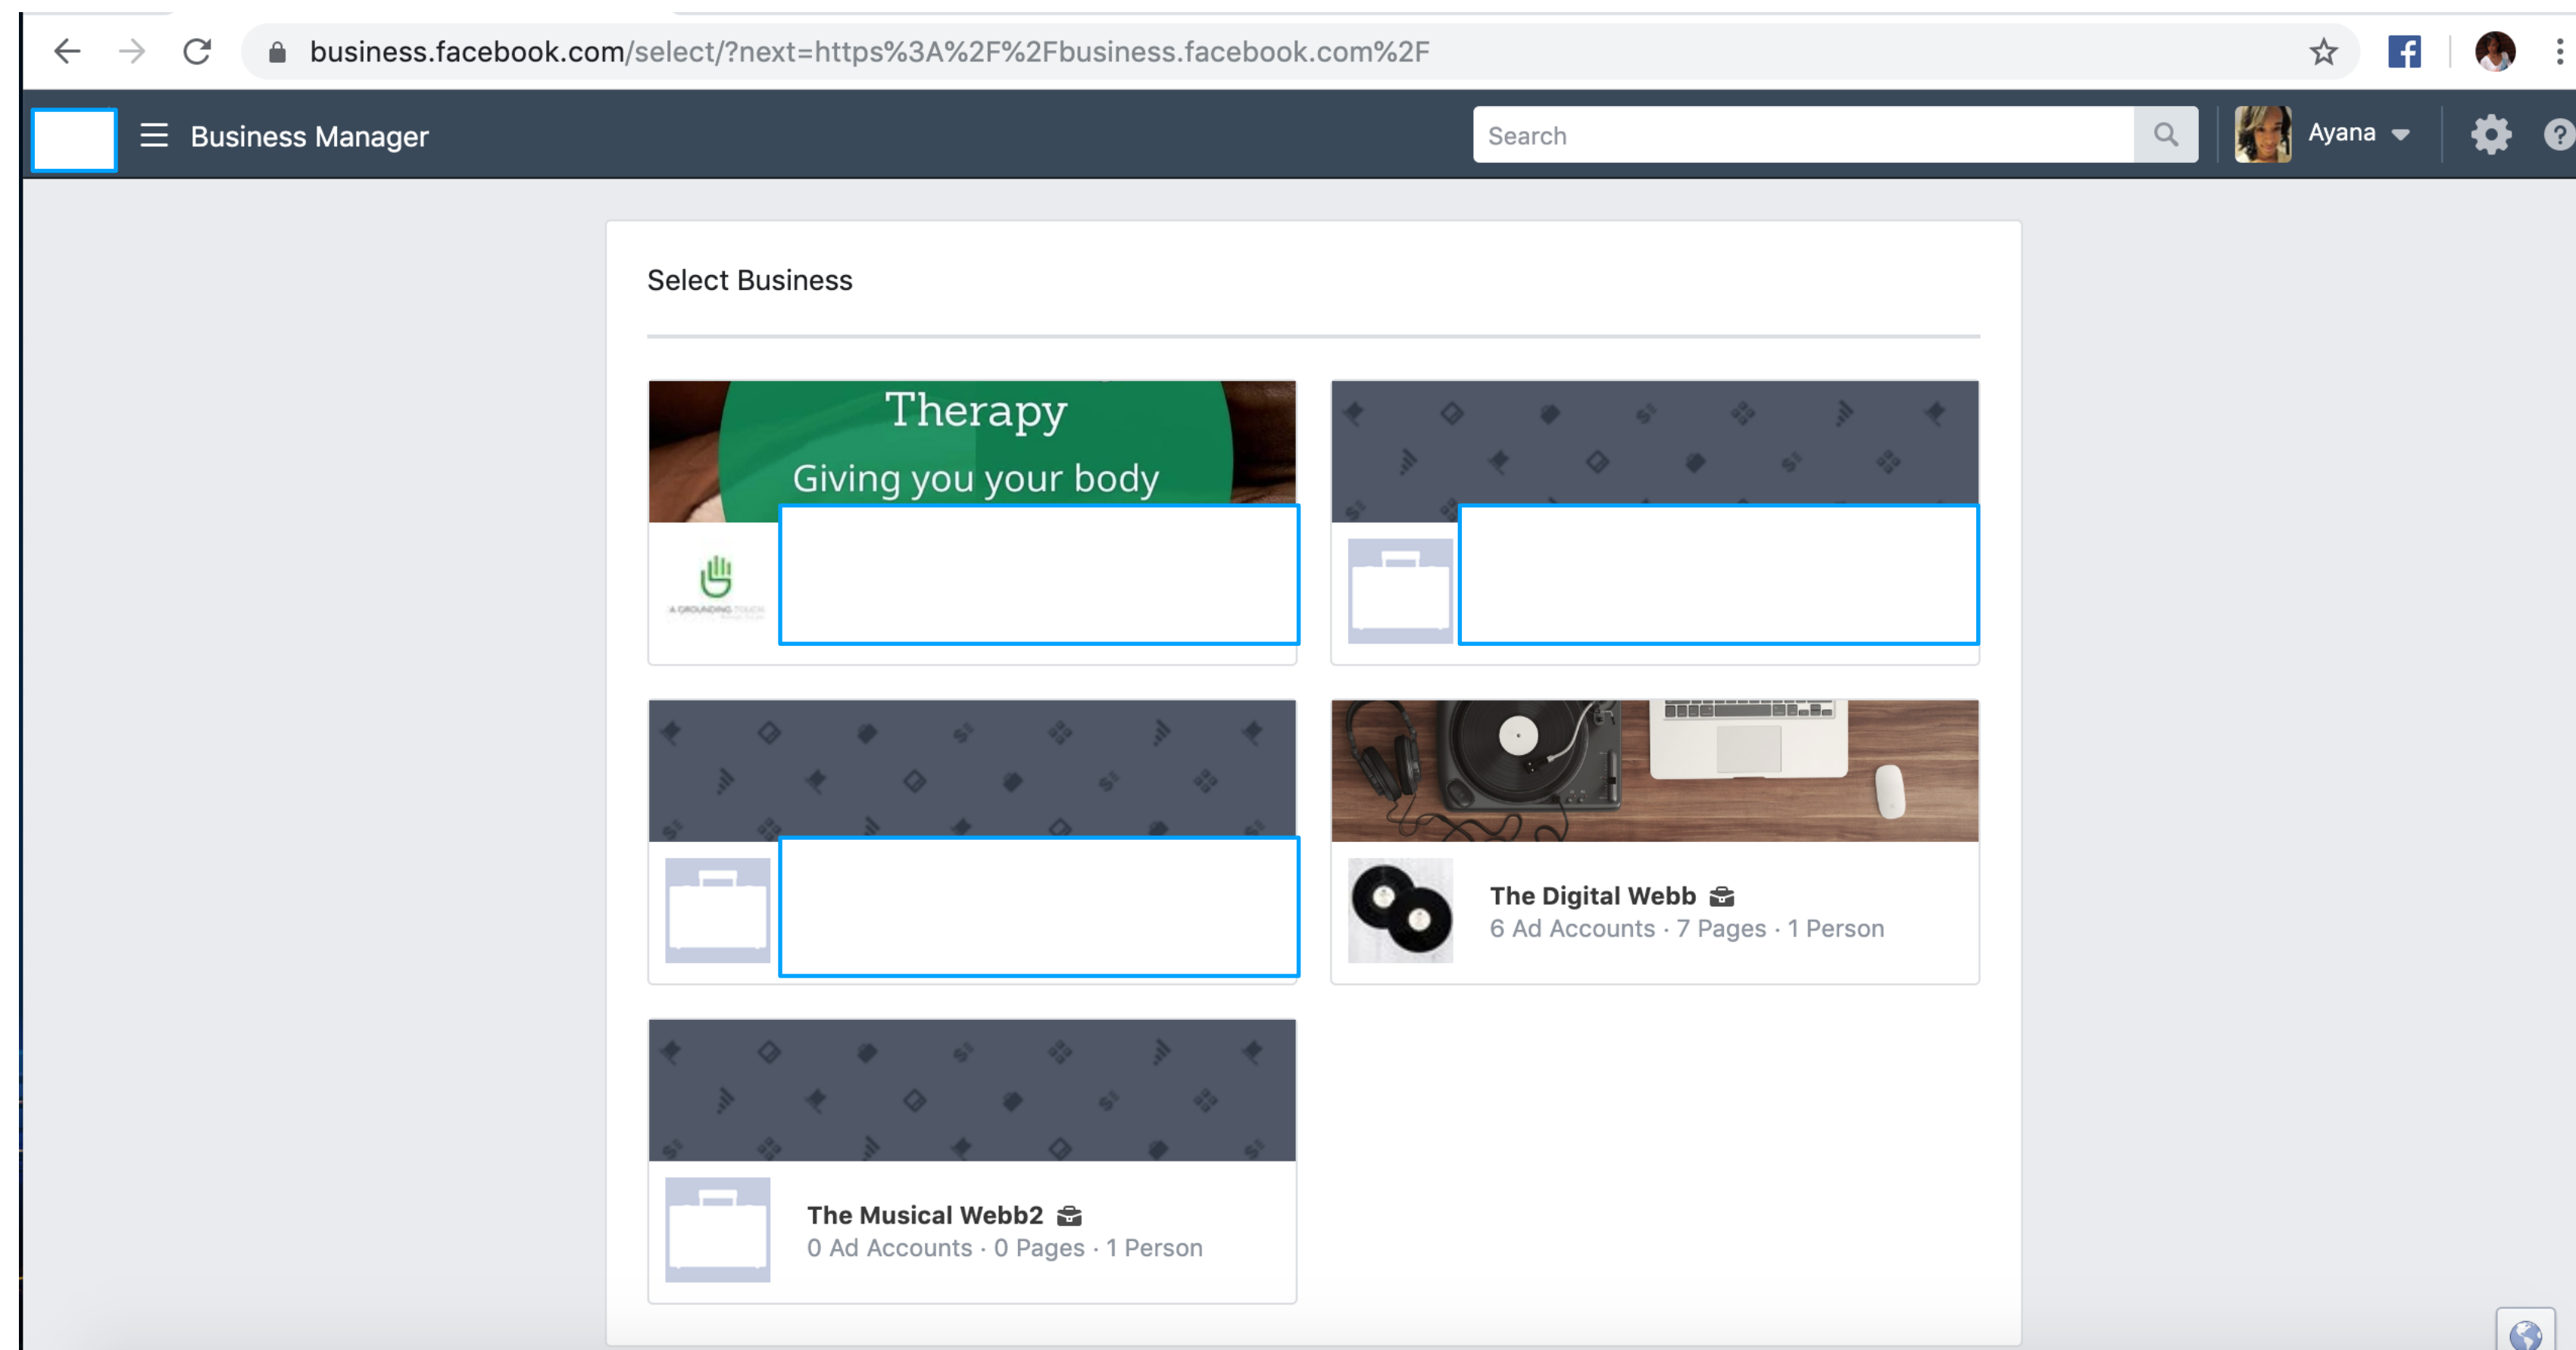 business.facebook.com/select/?next=https%3A%2F%2Fbusiness.facebook.com%2F
Business Manager
Search
Ayana
Select Business
Therapy
Giving you your body
A GROUNDING TOUCH
The Digital Webb
6 Ad Accounts · 7 Pages · 1 Person
The Musical Webb2
0 Ad Accounts · 0 Pages · 1 Person